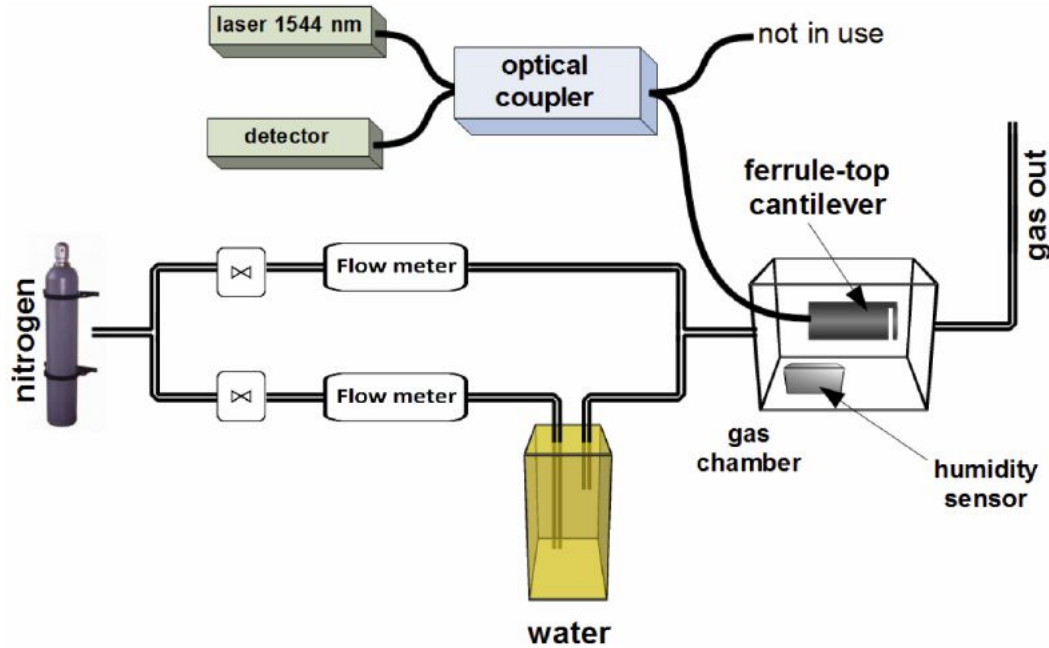 laser 1544 nm
not in use
optical
coupler
detector
ferrule-top
cantilever
gas out
nitrogen
Flow meter
Flow meter
gas
chamber
humidity
sensor
water